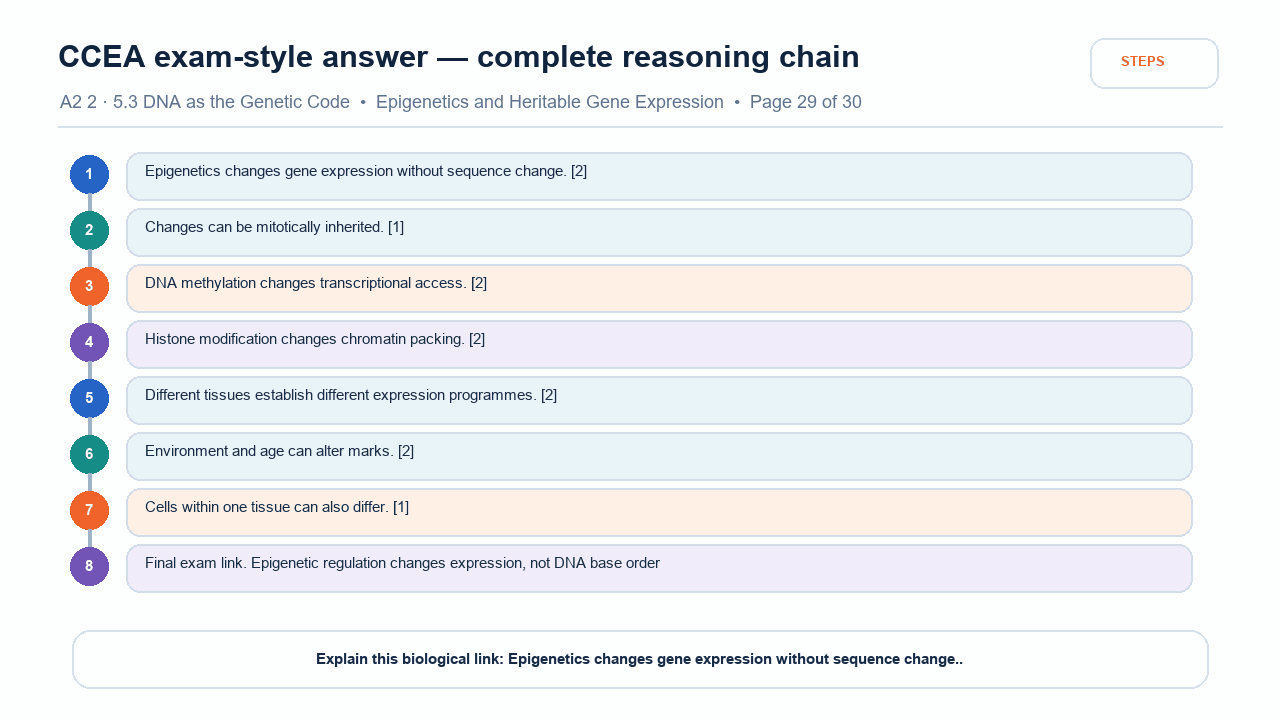 CCEA exam-style answer — complete reasoning chain
STEPS
A2 2 · 5.3 DNA as the Genetic Code • Epigenetics and Heritable Gene Expression • Page 29 of 30
1 Epigenetics changes gene expression without sequence change. [2]
2 Changes can be mitotically inherited. [1]
3 DNA methylation changes transcriptional access. [2]
4 Histone modification changes chromatin packing. [2]
5 Different tissues establish different expression programmes. [2]
6 Environment and age can alter marks. [2]
7 Cells within one tissue can also differ. [1]
8 Final exam link. Epigenetic regulation changes expression, not DNA base order
Explain this biological link: Epigenetics changes gene expression without sequence change..